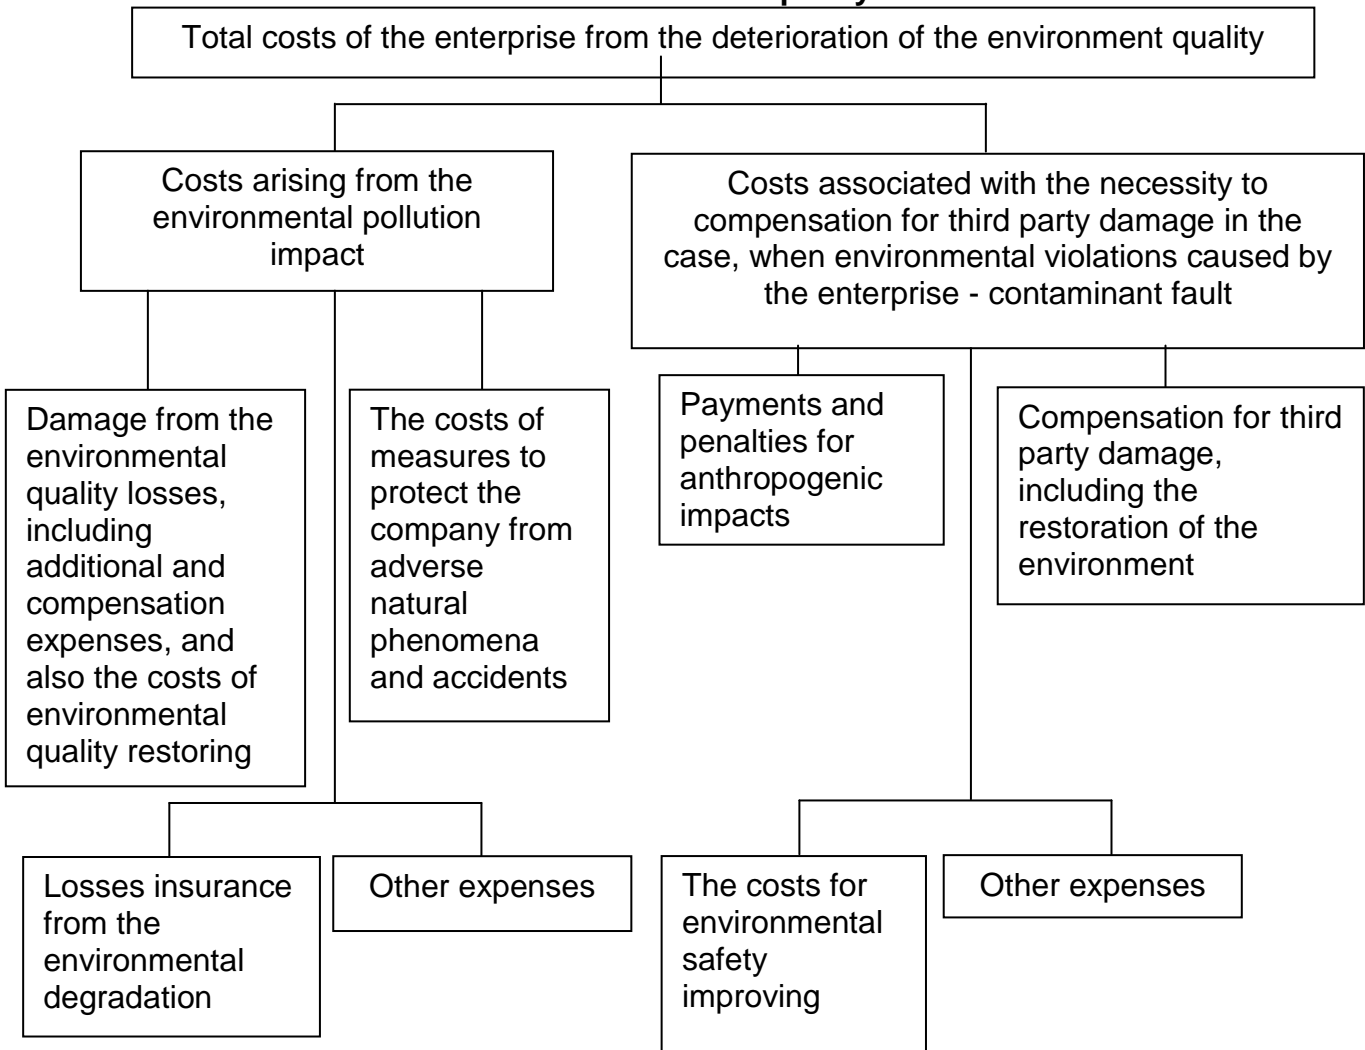 Total costs of the enterprise from the deterioration of the environment quality
Costs arising from the
environmental pollution
impact
Costs associated with the necessity to
compensation for third party damage in the
case, when environmental violations caused by
the enterprise - contaminant fault
Damage from the
environmental
quality losses,
including
additional and
compensation
expenses, and
also the costs of
environmental
quality restoring
The costs of
measures to
protect the
company from
adverse
natural
phenomena
and accidents
Payments and
penalties for
anthropogenic
impacts
Compensation for third
party damage,
including the
restoration of the
environment
Losses insurance
from the
environmental
degradation
Other expenses
The costs for
environmental
safety
improving
Other expenses